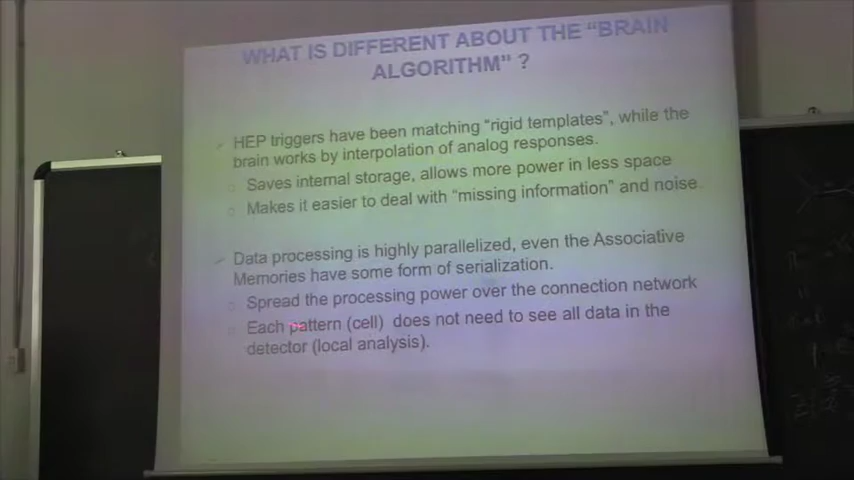 WHAT IS DIFFERENT ABOUT THE "BRAIN
ALGORITHM" ?
HEP triggers have been matching "rigid templates", while the
brain works by interpolation of analog responses.
Saves internal storage, allows more power in less space
Makes it easier to deal with "missing information" and noise.
Data processing is highly parallelized, even the Associative
Memories have some form of serialization.
Spread the processing power over the connection network
Each pattern (cell) does not need to see all data in the
detector (local analysis).